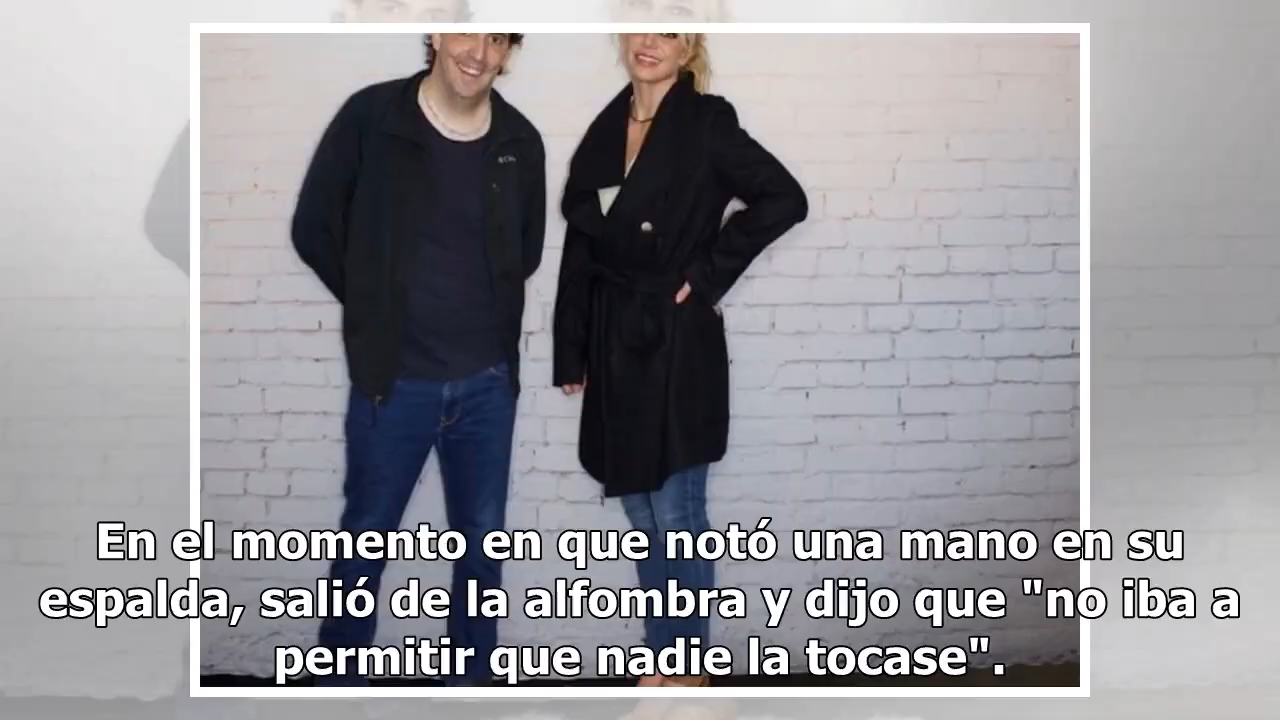 En el momento en que notó una mano en su
espalda, salió de la alfombra y dijo que "no iba a
permitir que nadie la tocase".